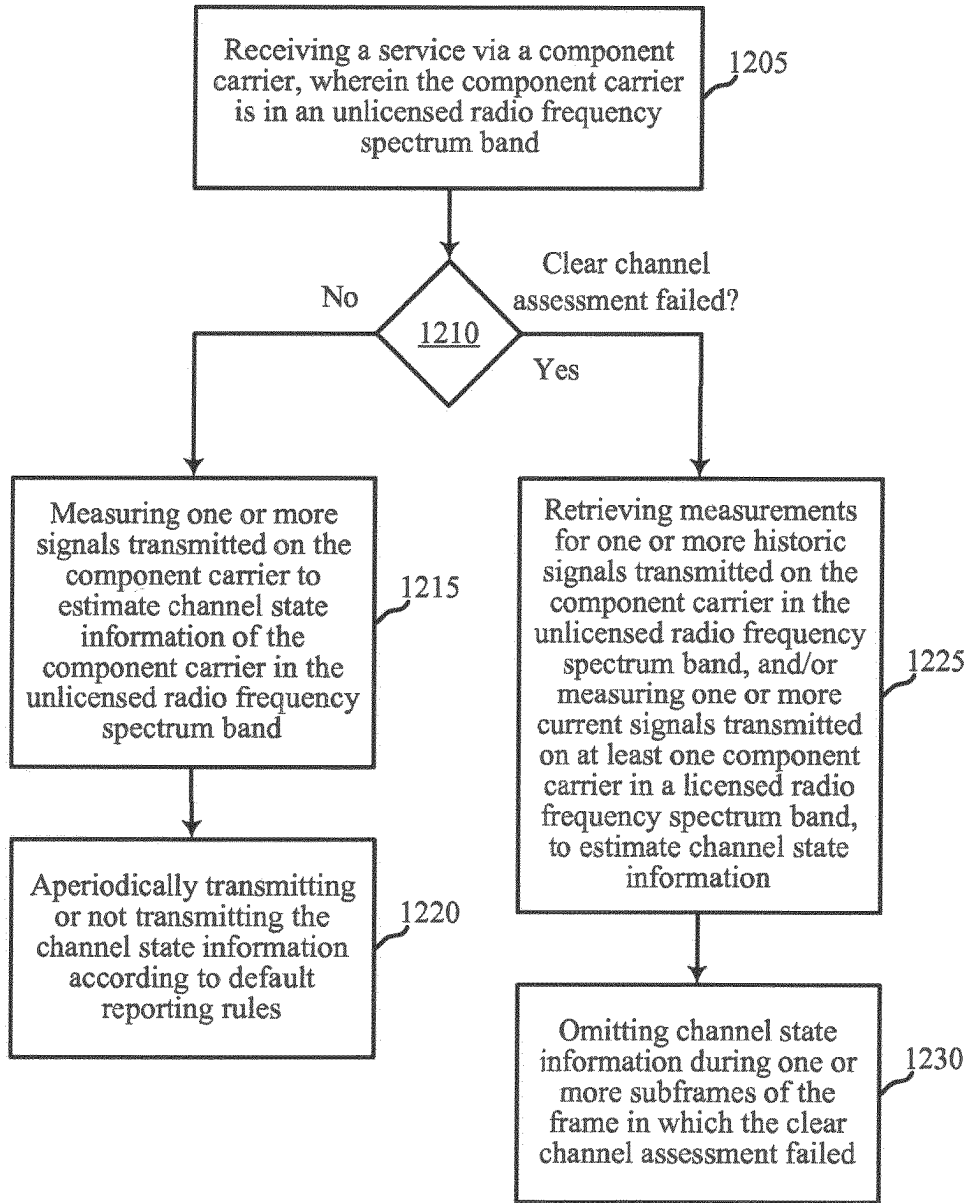 Receiving a service via a component
carrier, wherein the component carrier
is in an unlicensed radio frequency
spectrum band
1205
Clear channel
assessment failed?
No
1210
Yes
Measuring one or more
signals transmitted on the
component carrier to
estimate channel state
information of the
component carrier in the
unlicensed radio frequency
spectrum band
1215
Retrieving measurements
for one or more historic
signals transmitted on the
component carrier in the
unlicensed radio frequency
spectrum band, and/or
measuring one or more
current signals transmitted
on at least one component
carrier in a licensed radio
frequency spectrum band,
to estimate channel state
information
1225
Aperiodically transmitting
or not transmitting the
channel state information
according to default
reporting rules
1220
Omitting channel state
information during one or
more subframes of the
frame in which the clear
channel assessment failed
1230